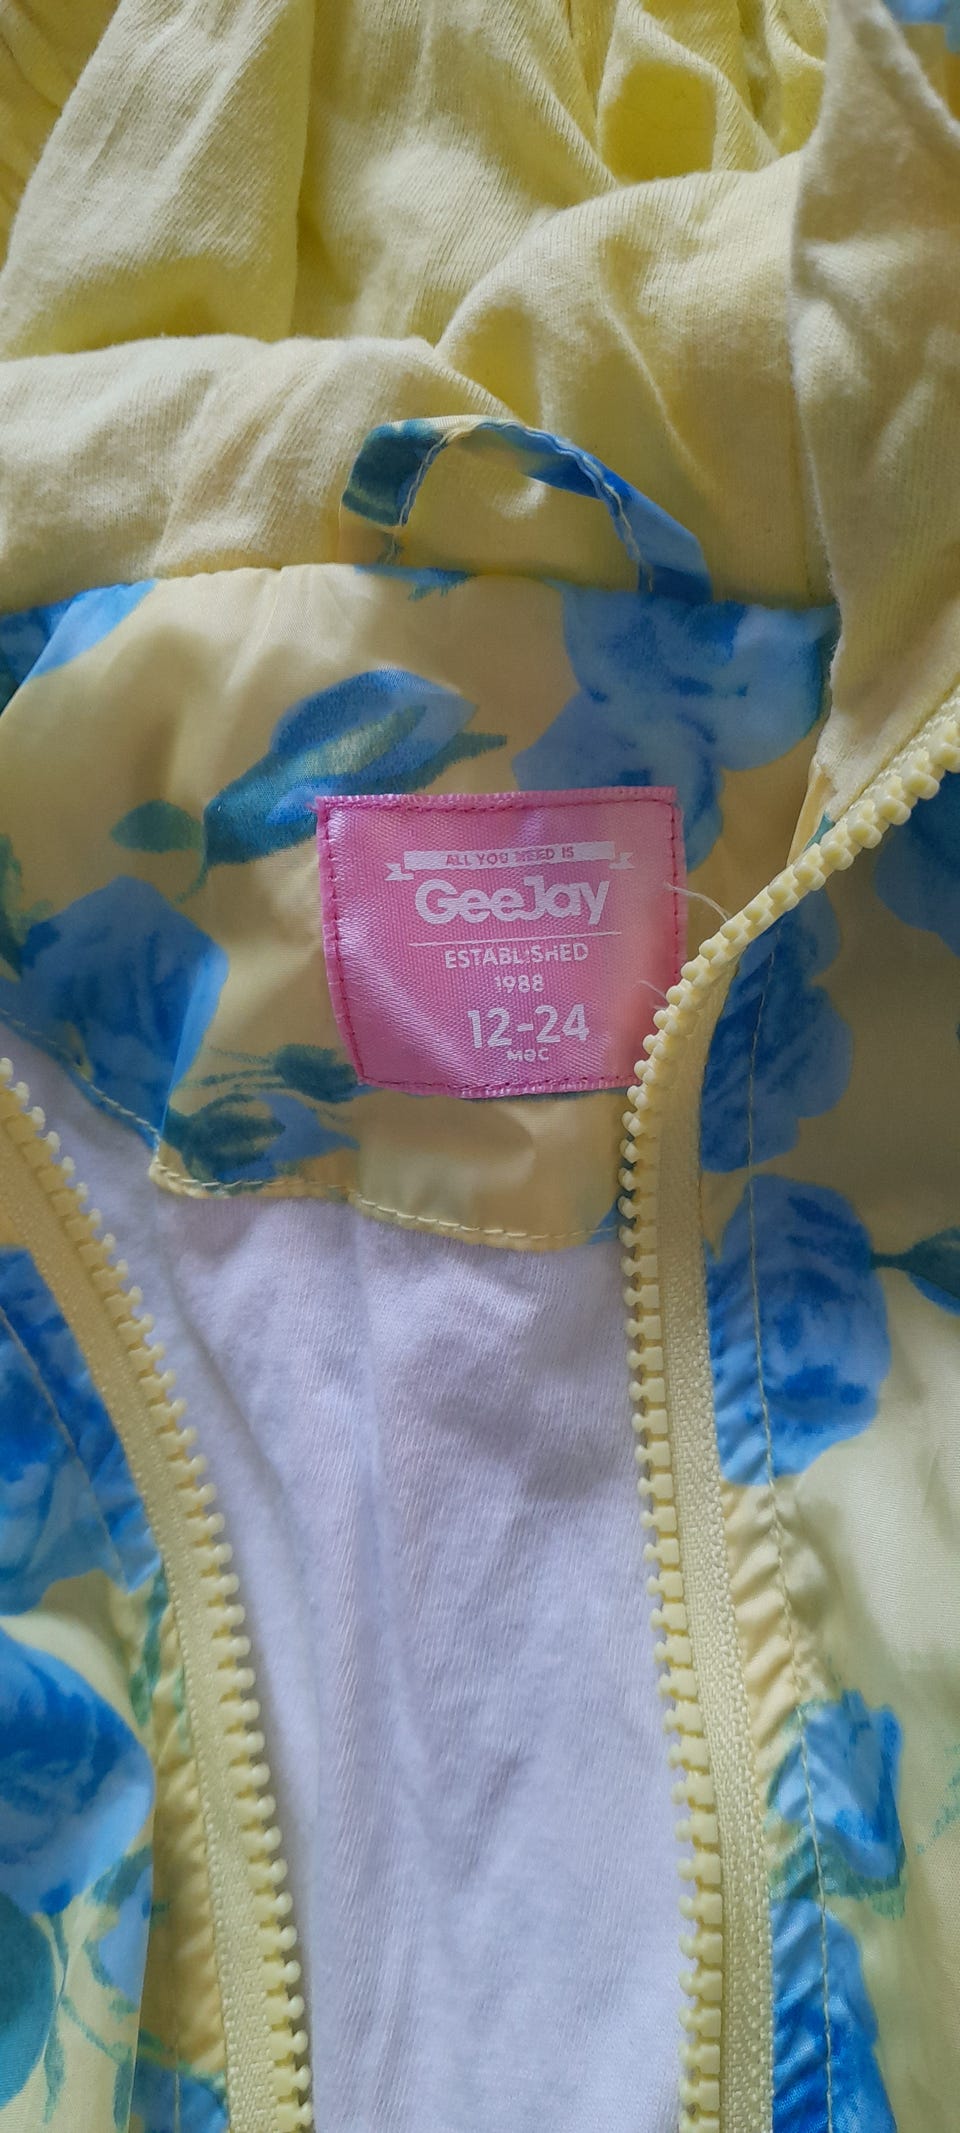 ALL YOU NEED IS
GeeJay
ESTABLISHED
1988
12-24
мес